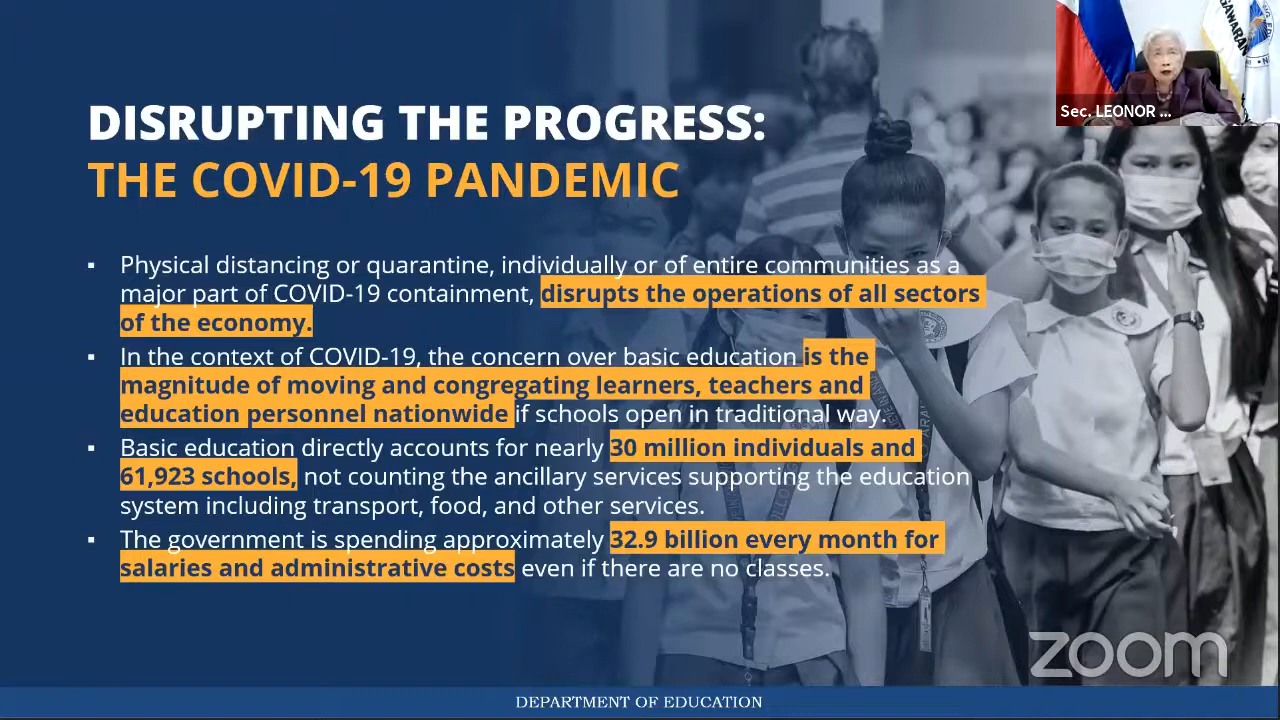 GAWARAN
Sec. LEONOR ...
DISRUPTING THE PROGRESS:
THE COVID-19 PANDEMIC
▪ Physical distancing or quarantine, individually or of entire communities as a
major part of COVID-19 containment, disrupts the operations of all sectors
of the economy.
▪ In the context of COVID-19, the concern over basic education is the
magnitude of moving and congregating learners, teachers and
education personnel nationwide if schools open in traditional way.
▪ Basic education directly accounts for nearly 30 million individuals and
61,923 schools, not counting the ancillary services supporting the education
system including transport, food, and other services.
▪ The government is spending approximately 32.9 billion every month for
salaries and administrative costs even if there are no classes.
zoom
DEPARTMENT OF EDUCATION